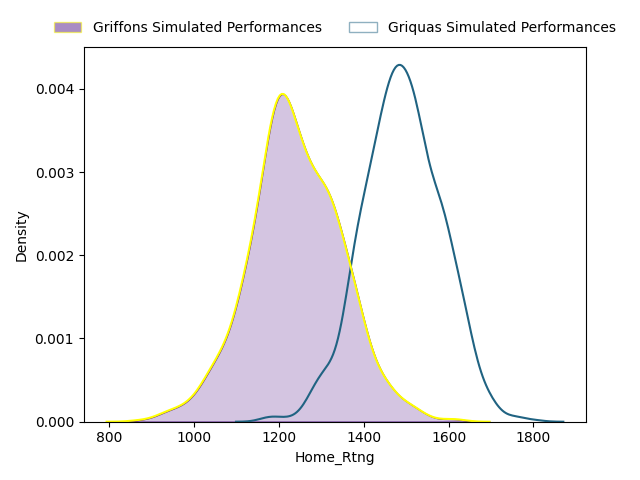 Griffons Simulated Performances Griquas Simulated Performances
0.004
0.003
0.002
0.001
0.000
Density
800 1000 1200 1400 1600 1800
Home_Rtng